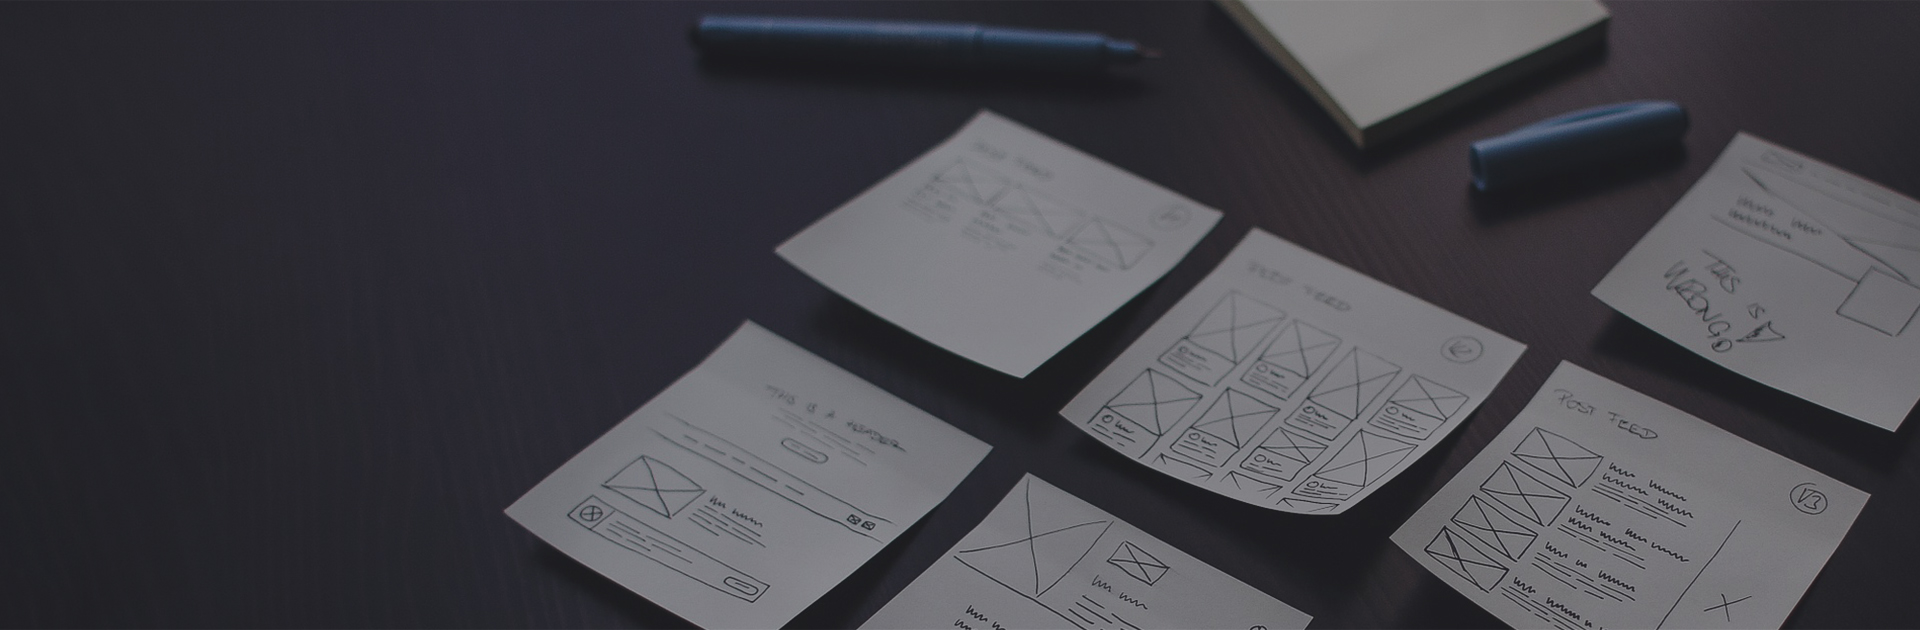 POST FEED
THIS IS
WRONG!
POST FEED
V2
THIS IS A HEADER
POST FEED
V3